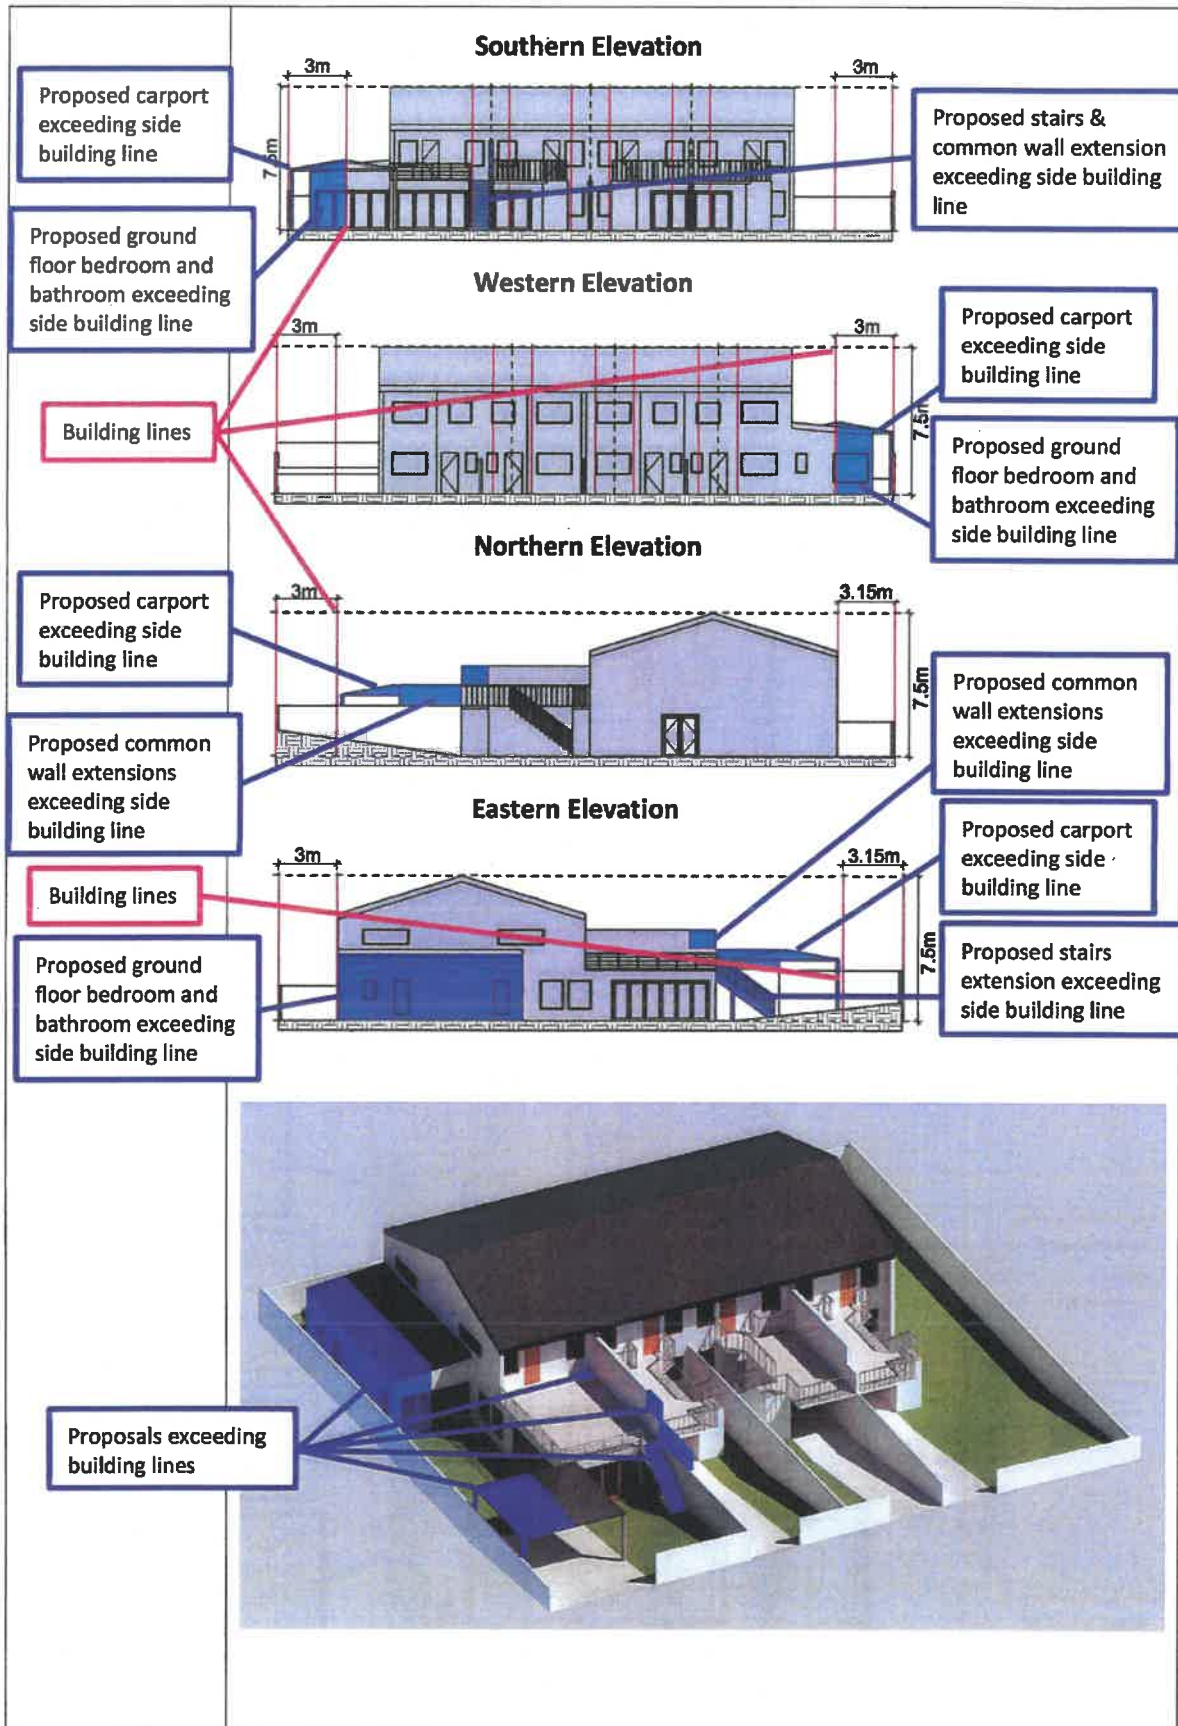 Southern Elevation
3m
3m
7.5m
Proposed carport
exceeding side
building line
Proposed stairs &
common wall extension
exceeding side building
line
Proposed ground
floor bedroom and
bathroom exceeding
side building line
Western Elevation
3m
3m
7.5m
Proposed carport
exceeding side
building line
Building lines
Proposed ground
floor bedroom and
bathroom exceeding
side building line
Northern Elevation
3m
3.15m
7.5m
Proposed carport
exceeding side
building line
Proposed common
wall extensions
exceeding side
building line
Proposed common
wall extensions
exceeding side
building line
Eastern Elevation
3m
3.15m
7.5m
Proposed carport
exceeding side
building line
Building lines
Proposed ground
floor bedroom and
bathroom exceeding
side building line
Proposed stairs
extension exceeding
side building line
Proposals exceeding
building lines